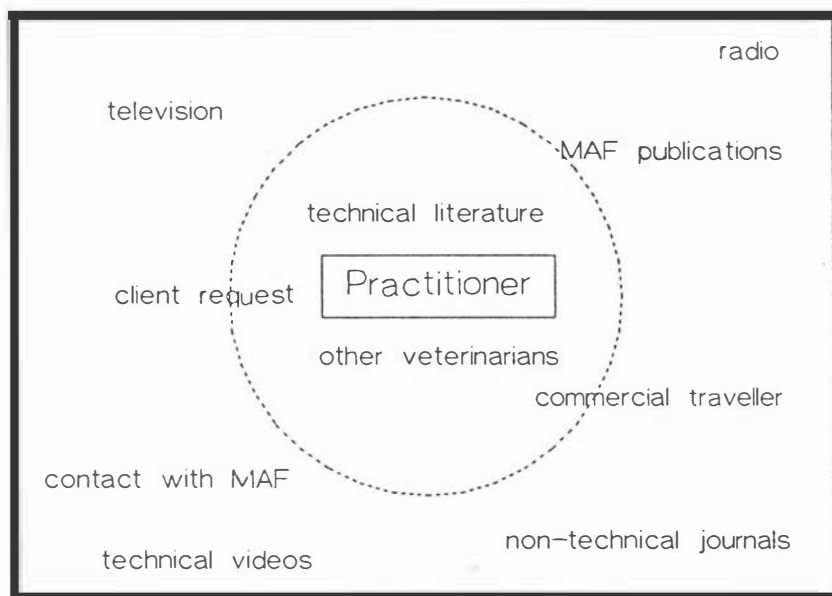 radio
television
MAF publications
technical literature
Practitioner
client request
other veterinarians
commercial traveller
contact with MAF
non-technical journals
technical videos